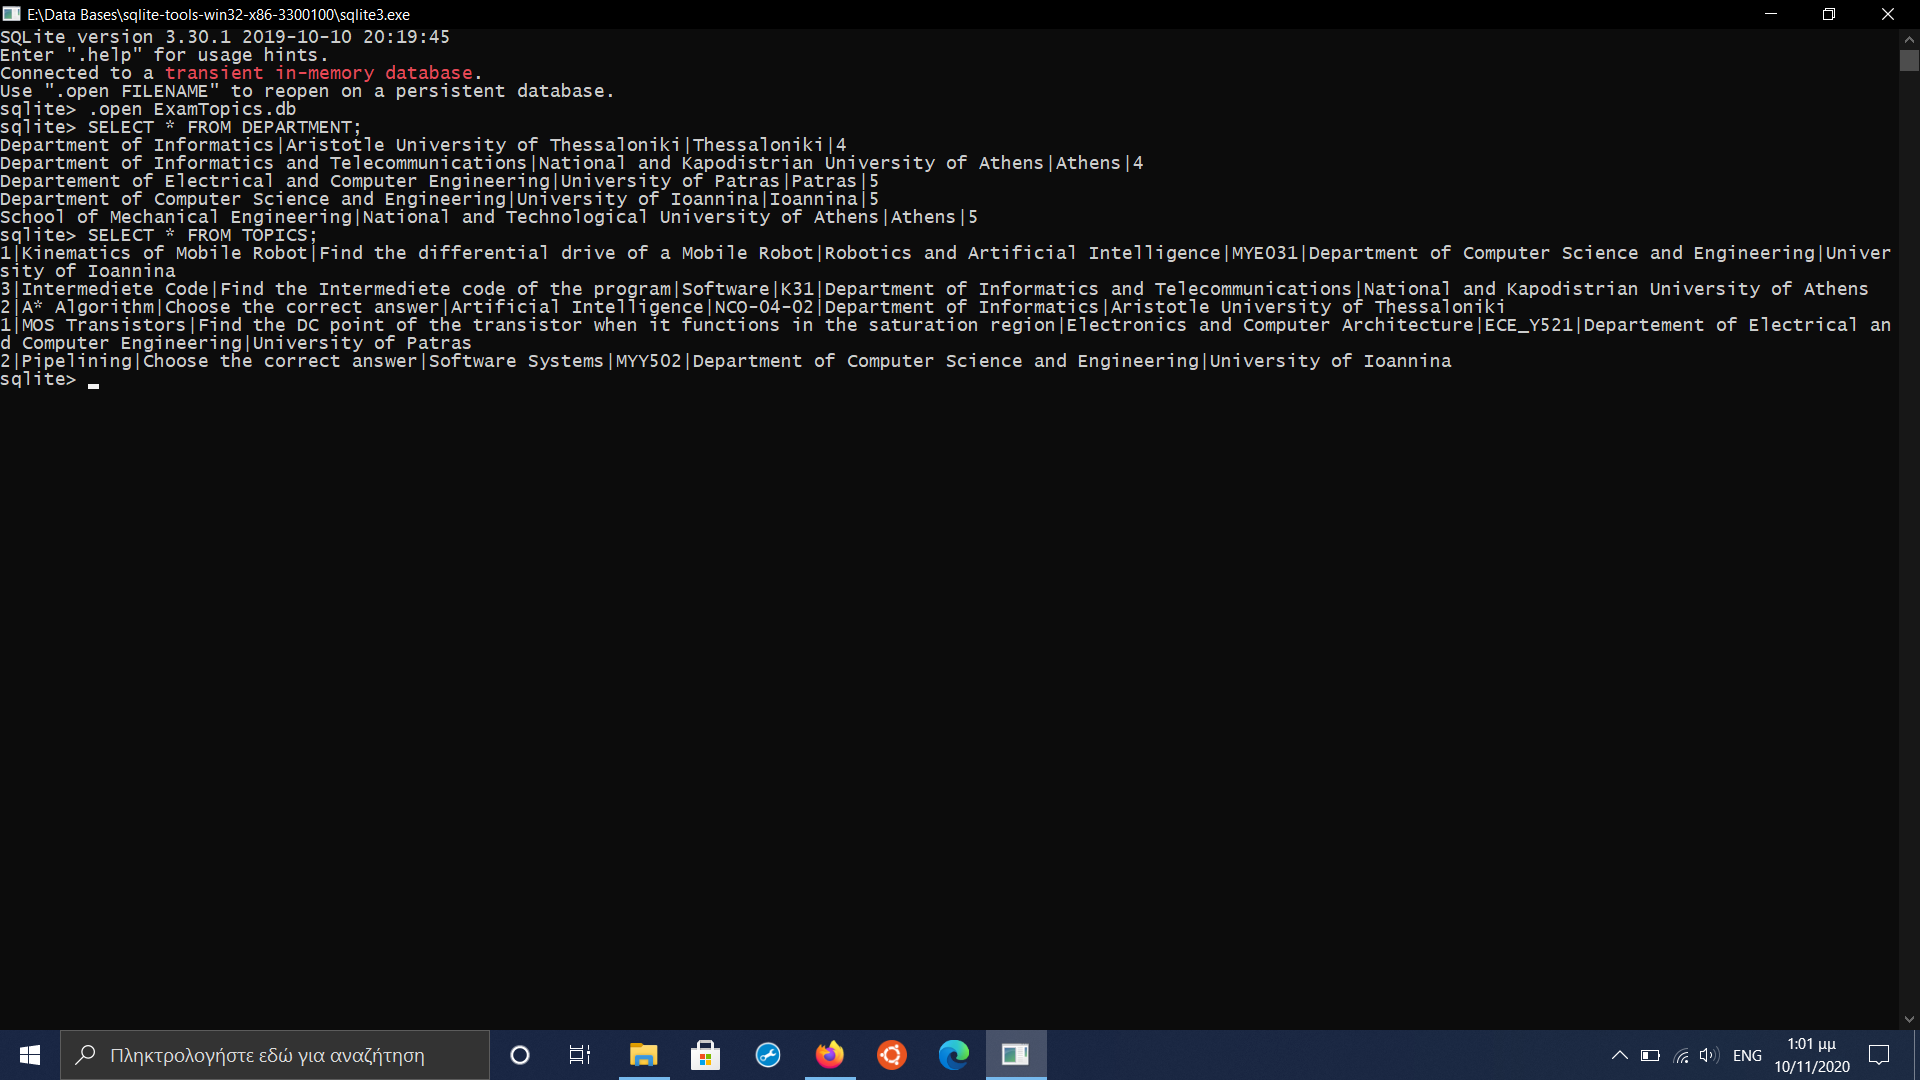 E:\Data Bases\sqlite-tools-win32-x86-3300100\sqlite3.exe
SQLite version 3.30.1 2019-10-10 20:19:45
Enter ".help" for usage hints.
Connected to a transient in-memory database.
Use ".open FILENAME" to reopen on a persistent database.
sqlite> .open ExamTopics.db
sqlite> SELECT * FROM DEPARTMENT;
Department of Informatics|Aristotle University of Thessaloniki|Thessaloniki|4
Department of Informatics and Telecommunications|National and Kapodistrian University of Athens|Athens|4
Departement of Electrical and Computer Engineering|University of Patras|Patras|5
Department of Computer Science and Engineering|University of Ioannina|Ioannina|5
School of Mechanical Engineering|National and Technological University of Athens|Athens|5
sqlite> SELECT * FROM TOPICS;
1|Kinematics of Mobile Robot|Find the differential drive of a Mobile Robot|Robotics and Artificial Intelligence|MYE031|Department of Computer Science and Engineering|Univer
sity of Ioannina
3|Intermediete Code|Find the Intermediete code of the program|Software|K31|Department of Informatics and Telecommunications|National and Kapodistrian University of Athens
2|A* Algorithm|Choose the correct answer|Artificial Intelligence|NCO-04-02|Department of Informatics|Aristotle University of Thessaloniki
1|MOS Transistors|Find the DC point of the transistor when it functions in the saturation region|Electronics and Computer Architecture|ECE_Y521|Departement of Electrical an
d Computer Engineering|University of Patras
2|Pipelining|Choose the correct answer|Software Systems|MYY502|Department of Computer Science and Engineering|University of Ioannina
sqlite>
Πληκτρολογήστε εδώ για αναζήτηση
ENG
1:01 μμ
10/11/2020